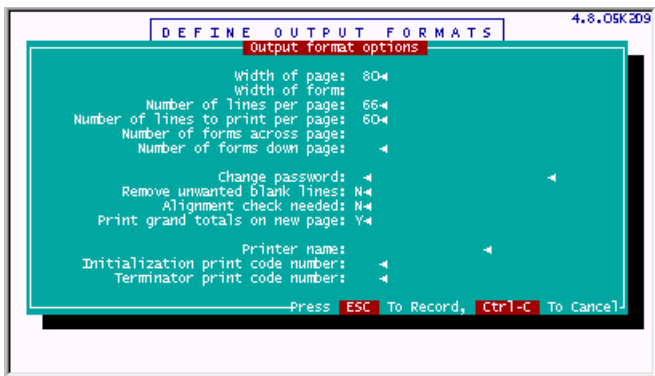 4.8.05K2D9
DEFINE OUTPUT FORMATS
Output format options
Width of page: 80
Width of form:
Number of lines per page: 66
Number of lines to print per page: 60
Number of forms across page:
Number of forms down page:
Change password:
Remove unwanted blank lines: N
Alignment check needed: N
Print grand totals on new page: Y
Printer name:
Initialization print code number:
Terminator print code number:
Press ESC To Record, Ctrl-C To Cancel